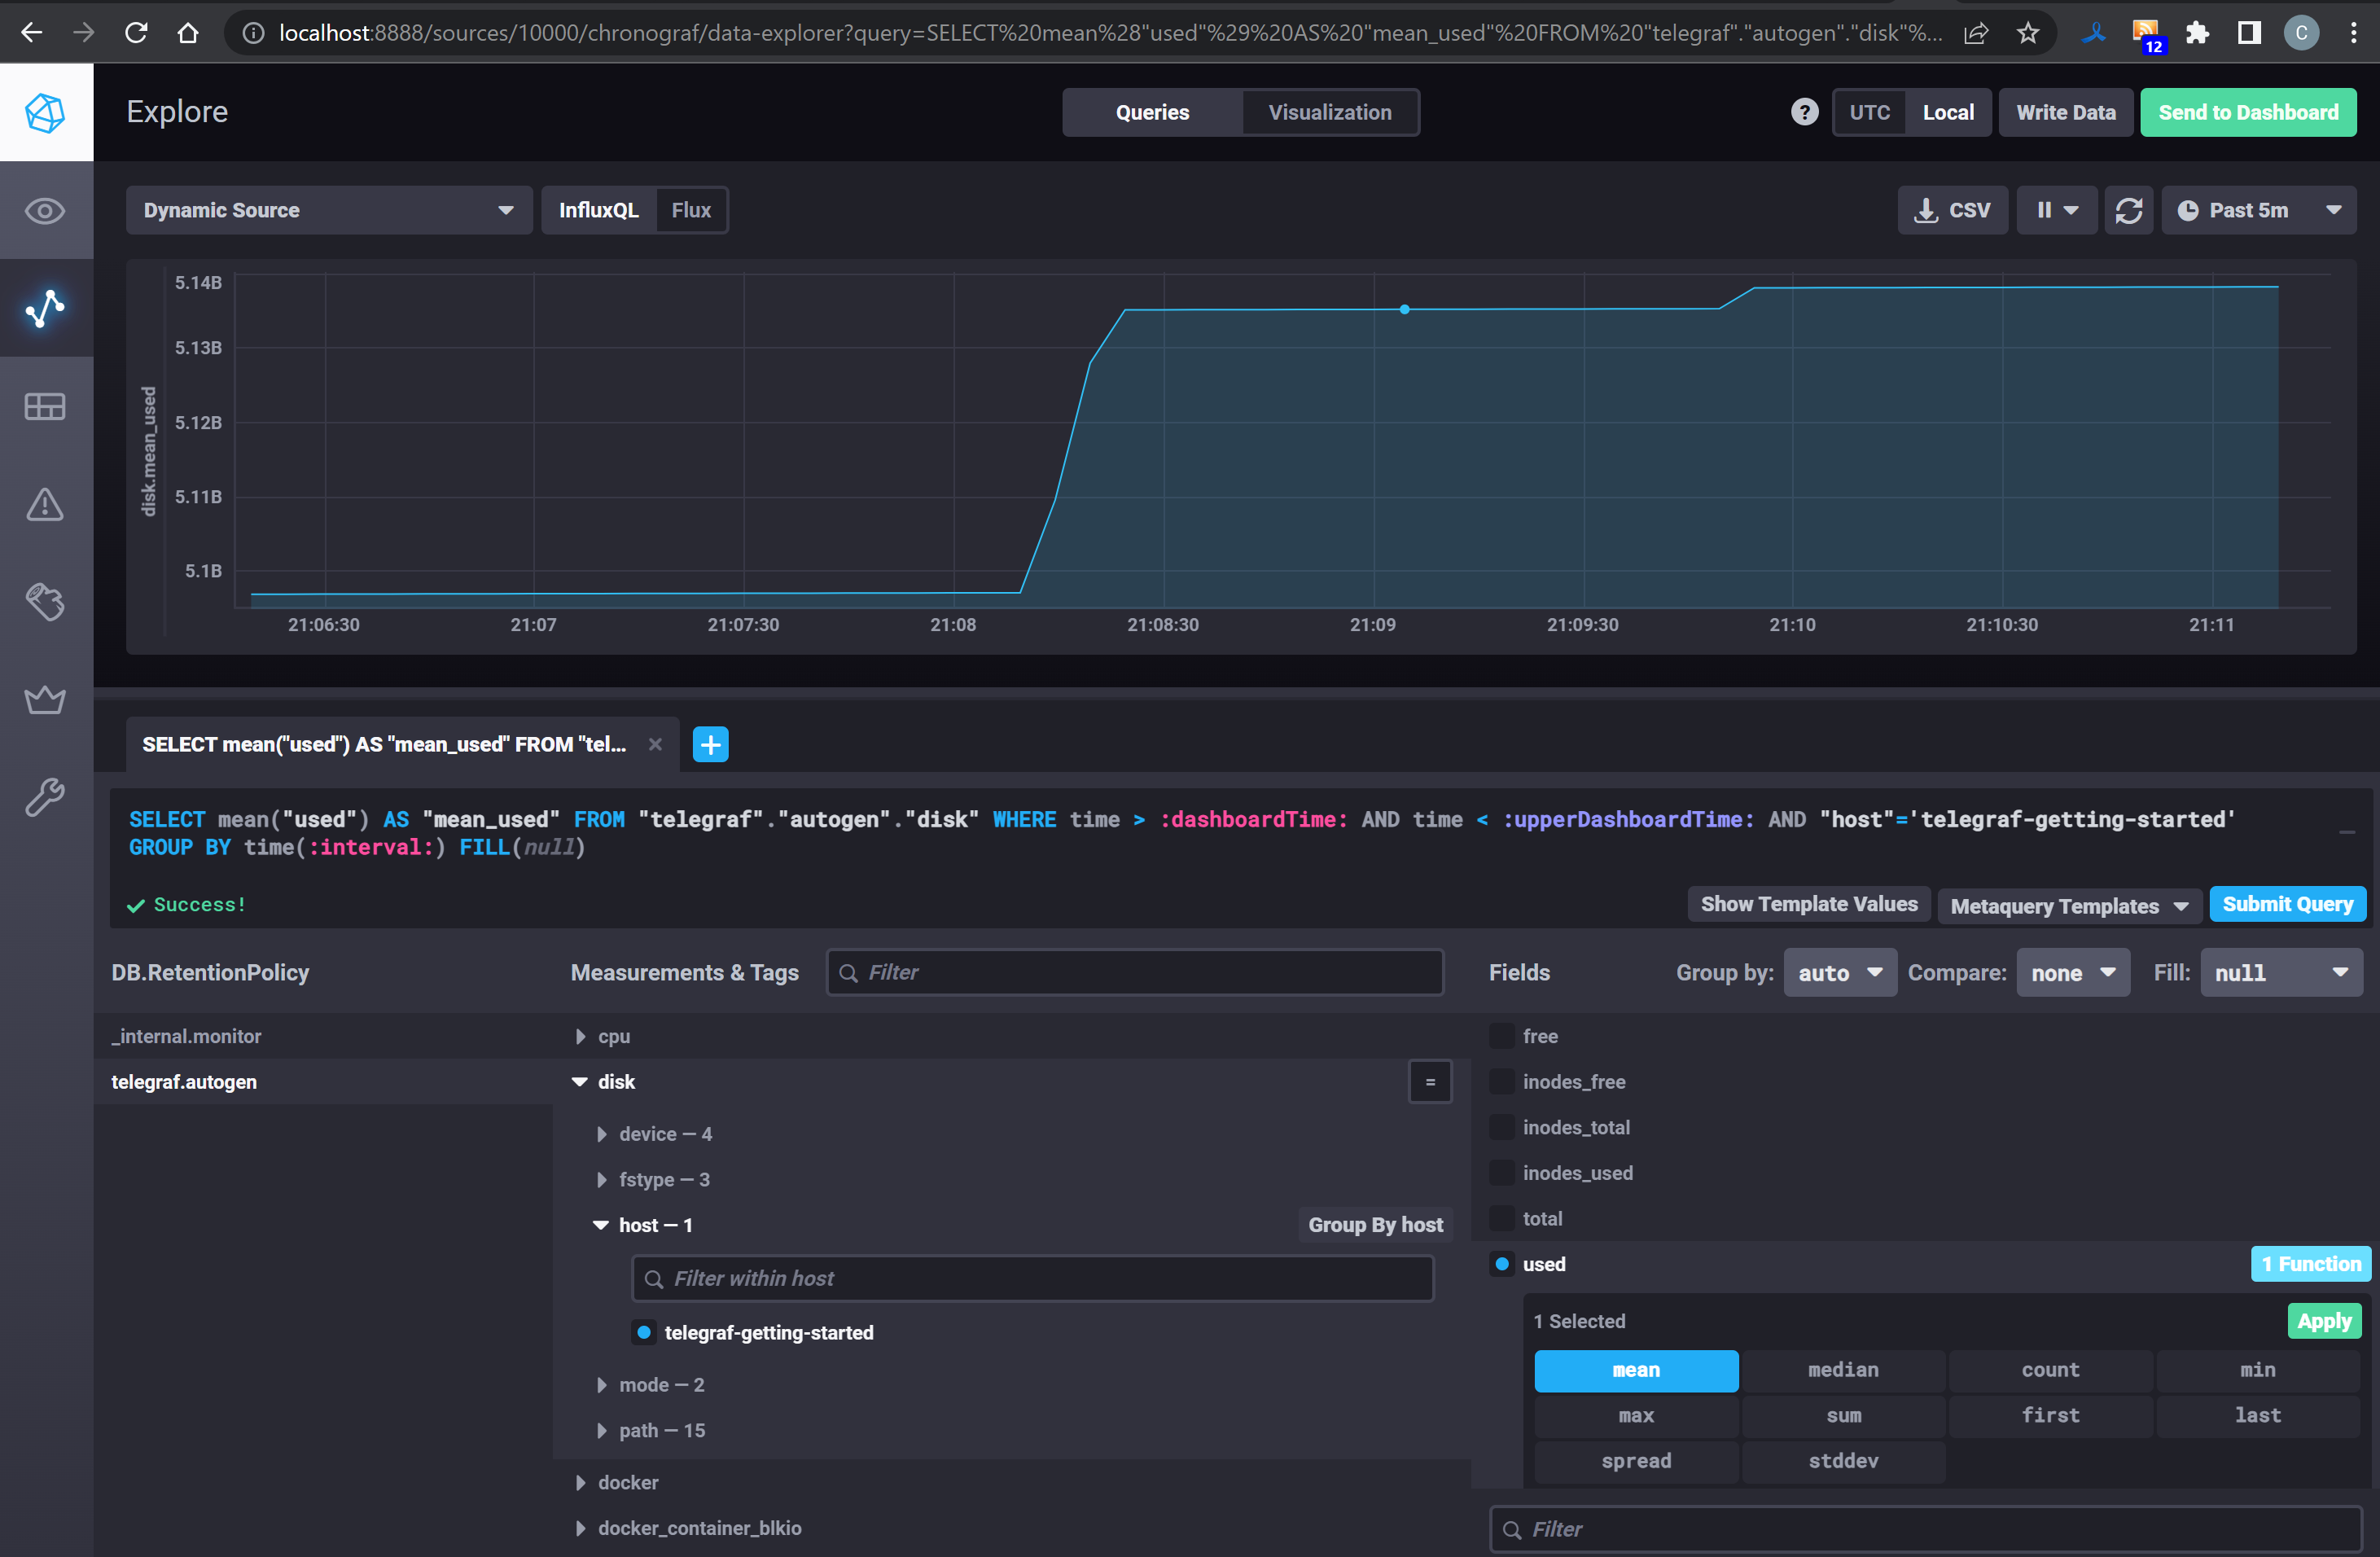 localhost:8888/sources/10000/chronograf/data-explorer?query=SELECT%20mean%28"used"%29%20AS%20"mean_used"%20FROM%20"telegraf"."autogen"."disk"%...
12
C
Explore
Queries
Visualization
?
UTC
Local
Write Data
Send to Dashboard
Dynamic Source
InfluxQL
Flux
CSV
Past 5m
disk.mean_used
5.14B
5.13B
5.12B
5.11B
5.1B
21:06:30
21:07
21:07:30
21:08
21:08:30
21:09
21:09:30
21:10
21:10:30
21:11
SELECT mean("used") AS "mean_used" FROM "tel...
SELECT mean("used") AS "mean_used" FROM "telegraf"."autogen"."disk" WHERE time > :dashboardTime: AND time < :upperDashboardTime: AND "host"='telegraf-getting-started'
GROUP BY time(:interval:) FILL(null)
Success!
Show Template Values
Metaquery Templates
Submit Query
DB.RetentionPolicy
_internal.monitor
telegraf.autogen
Measurements & Tags
Filter
cpu
disk
=
device — 4
fstype — 3
host — 1
Group By host
Filter within host
telegraf-getting-started
mode — 2
path — 15
docker
docker_container_blkio
Fields
Group by: auto
Compare: none
Fill: null
free
inodes_free
inodes_total
inodes_used
total
used
1 Function
1 Selected
Apply
mean
median
count
min
max
sum
first
last
spread
stddev
Filter